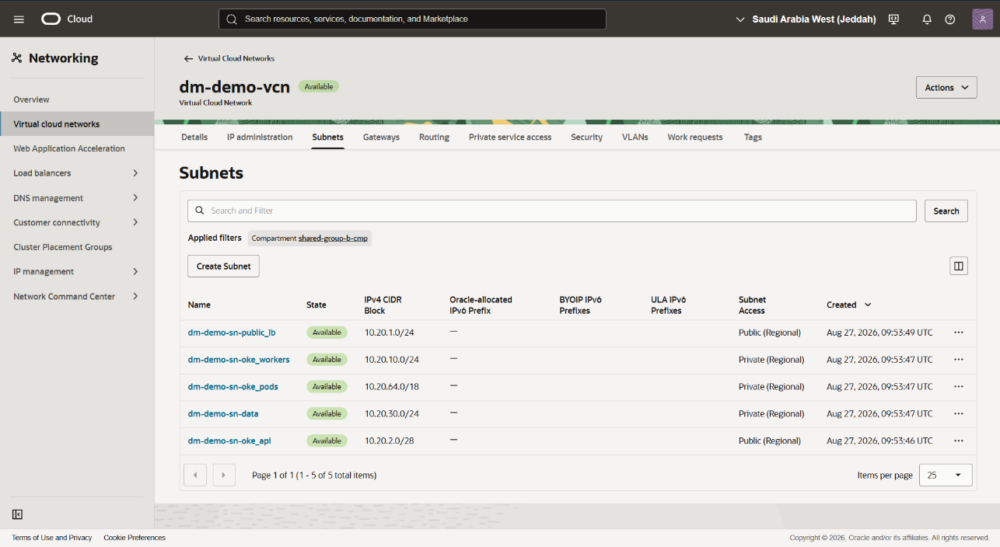 Cloud
Search resources, services, documentation, and Marketplace
Saudi Arabia West (Jeddah)
Networking
Overview
Virtual cloud networks
Web Application Acceleration
Load balancers
DNS management
Customer connectivity
Cluster Placement Groups
IP management
Network Command Center
Virtual Cloud Networks
dm-demo-vcn Available
Virtual Cloud Network
Actions
Details IP administration Subnets Gateways Routing Private service access Security VLANs Work requests Tags
Subnets
Search and Filter
Search
Applied filters Compartment shared-group-b-cmp
Create Subnet
Name State IPv4 CIDR Block Oracle-allocated IPv6 Prefix BYOIP IPv6 Prefixes ULA IPv6 Prefixes Subnet Access Created
dm-demo-sn-public_lb Available 10.20.1.0/24 — Public (Regional) Aug 27, 2026, 09:53:49 UTC
dm-demo-sn-oke_workers Available 10.20.10.0/24 — Private (Regional) Aug 27, 2026, 09:53:47 UTC
dm-demo-sn-oke_pods Available 10.20.64.0/18 — Private (Regional) Aug 27, 2026, 09:53:47 UTC
dm-demo-sn-data Available 10.20.30.0/24 — Private (Regional) Aug 27, 2026, 09:53:47 UTC
dm-demo-sn-oke_api Available 10.20.2.0/28 — Public (Regional) Aug 27, 2026, 09:53:46 UTC
Page 1 of 1 (1 - 5 of 5 total items)
Items per page 25
Terms of Use and Privacy Cookie Preferences
Copyright © 2026, Oracle and/or its affiliates. All rights reserved.